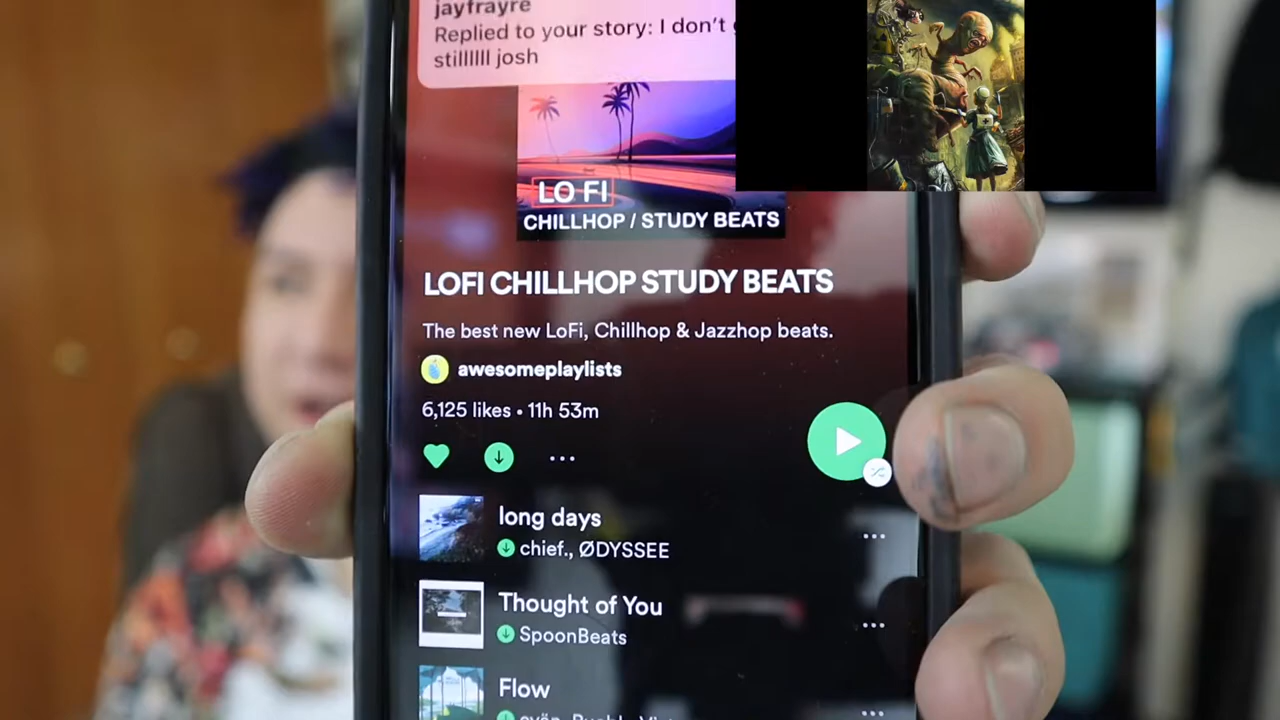 jayfrayre
Replied to your story: I don't
stillllll josh
LO FI
CHILLHOP / STUDY BEATS
LOFI CHILLHOP STUDY BEATS
The best new LoFi, Chillhop & Jazzhop beats.
awesomeplaylists
6,125 likes • 11h 53m
long days
chief., ØDYSSEE
Thought of You
SpoonBeats
Flow